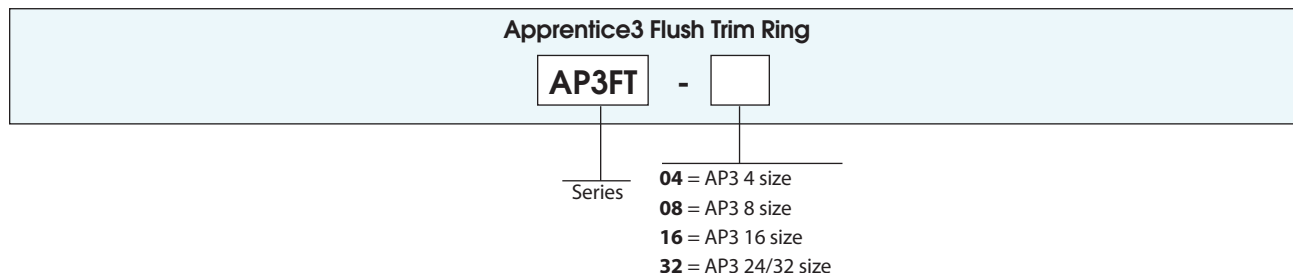 Apprentice3 Flush Trim Ring
AP3FT -
Series
04 = AP3 4 size
08 = AP3 8 size
16 = AP3 16 size
32 = AP3 24/32 size